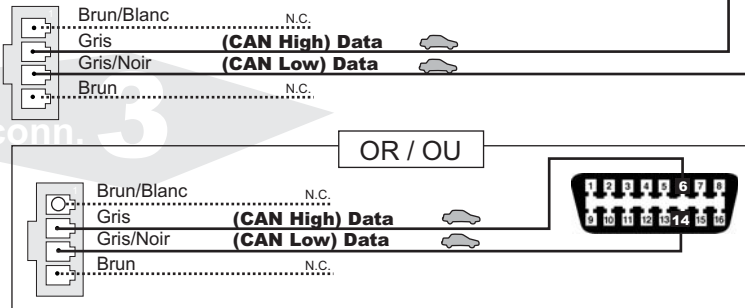 Brun/Blanc N.C.
Gris (CAN High) Data
Gris/Noir (CAN Low) Data
Brun N.C.
conn. 3
OR / OU
Brun/Blanc N.C.
Gris (CAN High) Data
Gris/Noir (CAN Low) Data
Brun N.C.
1 2 3 4 5 6 7 8
9 10 11 12 13 14 15 16